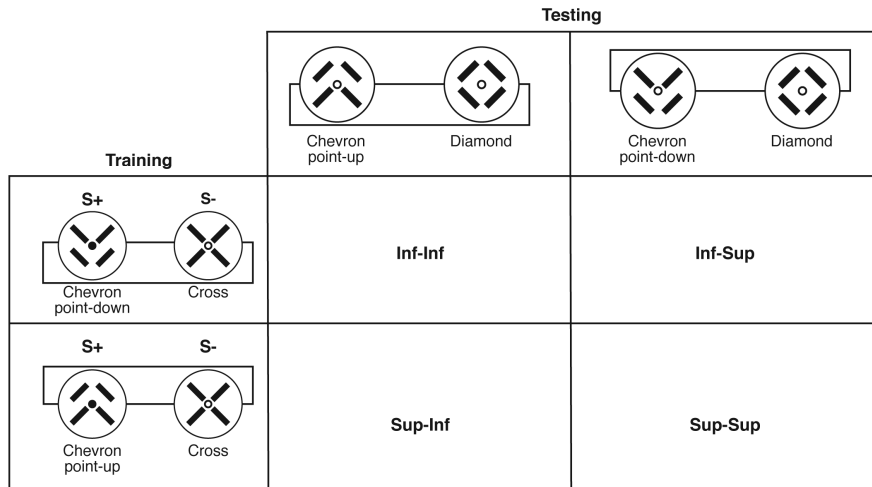 Testing
Chevron
point-up
Diamond
Chevron
point-down
Diamond
Training
S+
S-
Chevron
point-down
Cross
Inf-Inf
Inf-Sup
S+
S-
Chevron
point-up
Cross
Sup-Inf
Sup-Sup